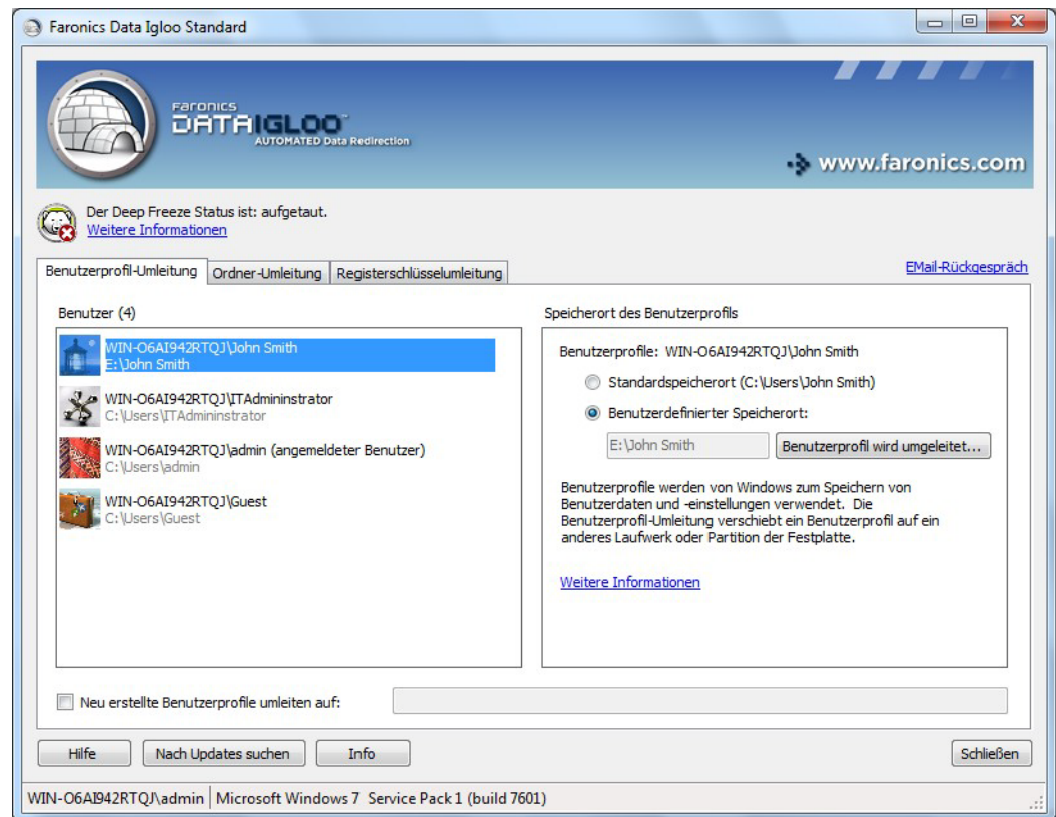 Faronics Data Igloo Standard
Faronics
DATAIGLOO™
AUTOMATED Data Redirection
www.faronics.com
Der Deep Freeze Status ist: aufgetaut.
Weitere Informationen
Benutzerprofil-Umleitung
Ordner-Umleitung
Registerschlüsselumleitung
EMail-Rückgespräch
Benutzer (4)
WIN-O6AI942RTQJ\John Smith
E:\John Smith
WIN-O6AI942RTQJ\ITAdmininstrator
C:\Users\ITAdmininstrator
WIN-O6AI942RTQJ\admin (angemeldeter Benutzer)
C:\Users\admin
WIN-O6AI942RTQJ\Guest
C:\Users\Guest
Speicherort des Benutzerprofils
Benutzerprofile: WIN-O6AI942RTQJ\John Smith
Standardspeicherort (C:\Users\John Smith)
Benutzerdefinierter Speicherort:
E:\John Smith
Benutzerprofil wird umgeleitet...
Benutzerprofile werden von Windows zum Speichern von
Benutzerdaten und -einstellungen verwendet. Die
Benutzerprofil-Umleitung verschiebt ein Benutzerprofil auf ein
anderes Laufwerk oder Partition der Festplatte.
Weitere Informationen
Neu erstellte Benutzerprofile umleiten auf:
Hilfe
Nach Updates suchen
Info
Schließen
WIN-O6AI942RTQJ\admin
Microsoft Windows 7 Service Pack 1 (build 7601)